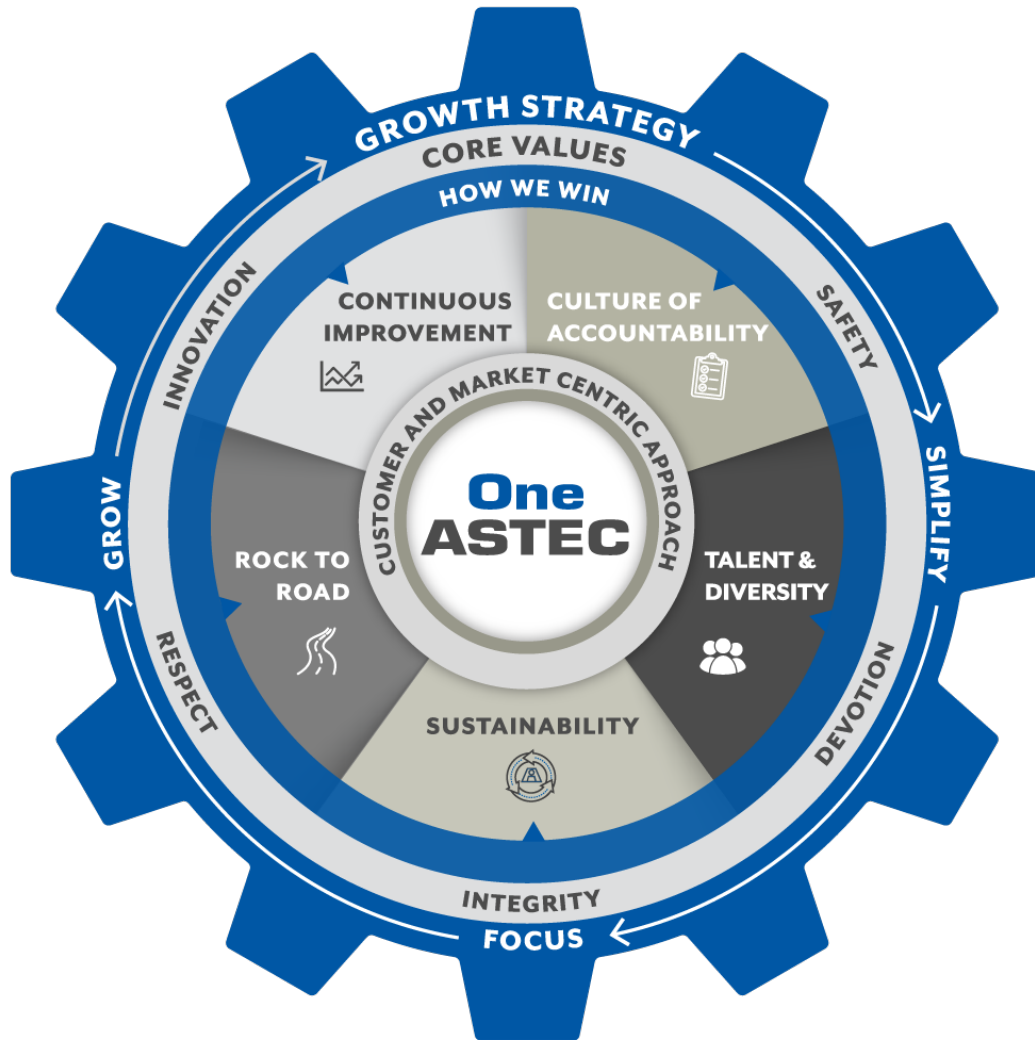 GROWTH STRATEGY
CORE VALUES
HOW WE WIN
INNOVATION
SAFETY
CONTINUOUS
IMPROVEMENT
CULTURE OF
ACCOUNTABILITY
CUSTOMER AND MARKET CENTRIC APPROACH
One
ASTEC
GROW
SIMPLIFY
ROCK TO
ROAD
TALENT &
DIVERSITY
RESPECT
DEVOTION
SUSTAINABILITY
INTEGRITY
FOCUS